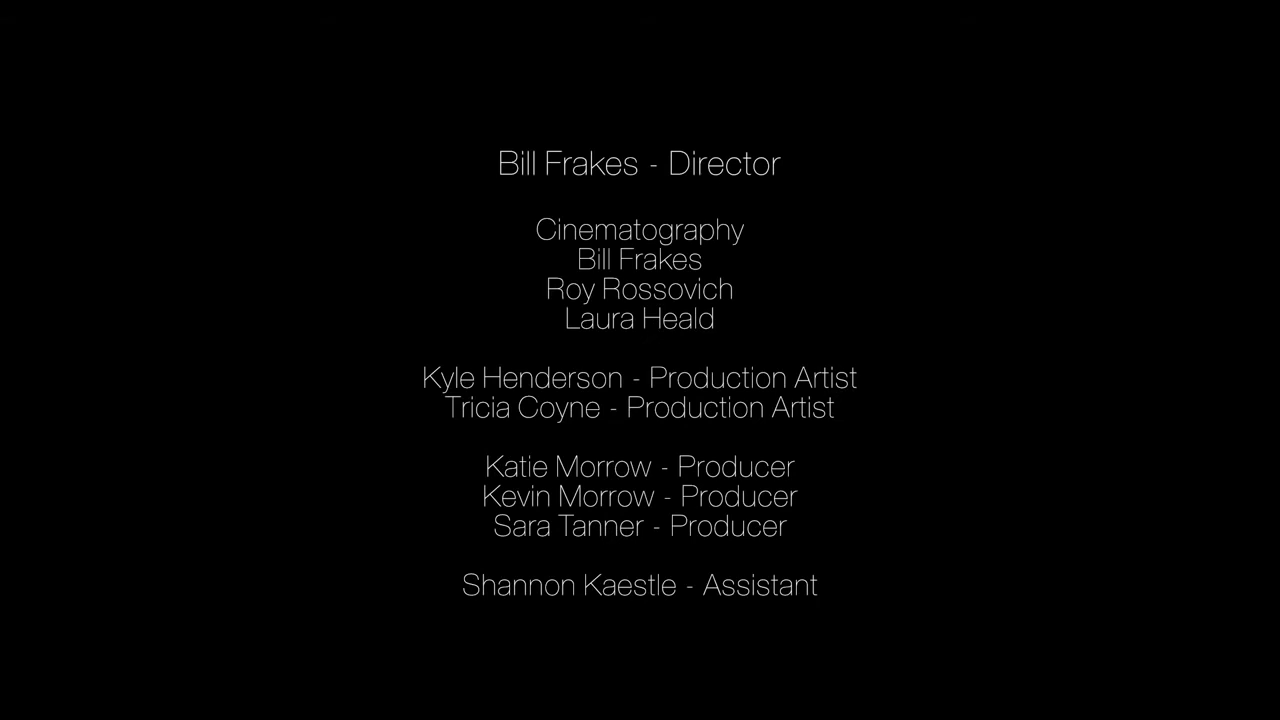 Bill Frakes - Director
Cinematography
Bill Frakes
Roy Rossovich
Laura Heald
Kyle Henderson - Production Artist
Tricia Coyne - Production Artist
Katie Morrow - Producer
Kevin Morrow - Producer
Sara Tanner - Producer
Shannon Kaestle - Assistant